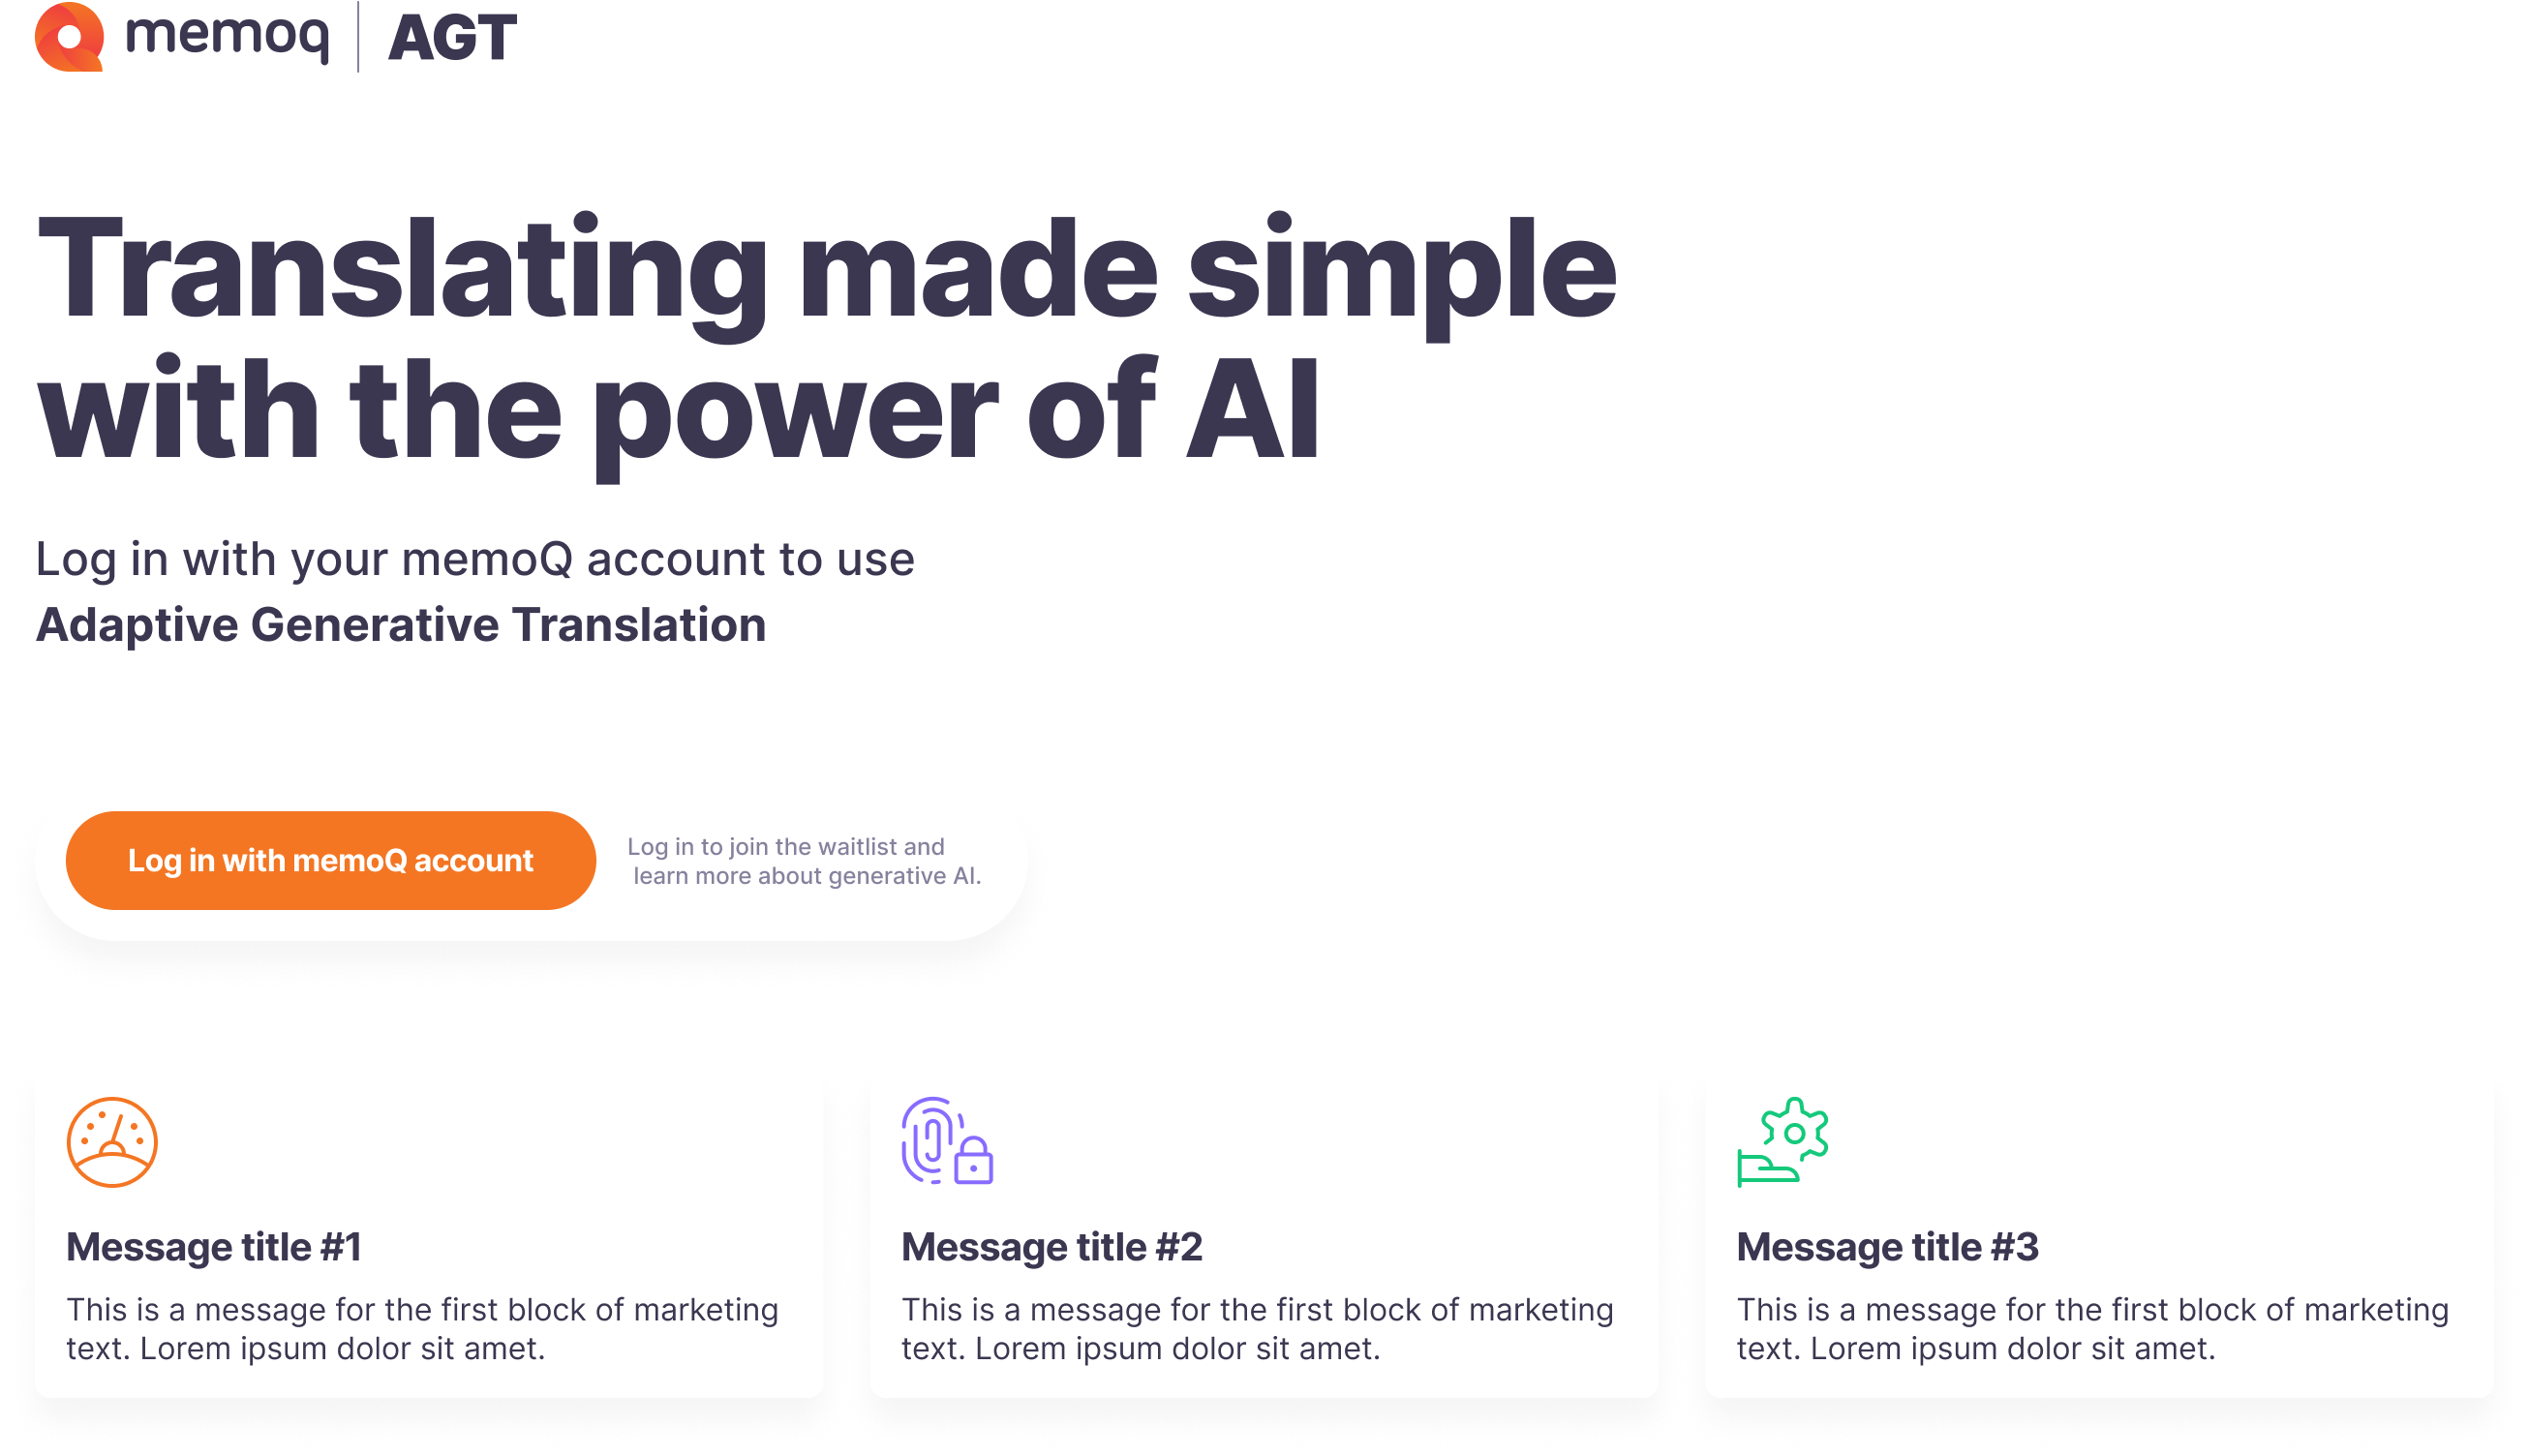 memoq | AGT
Translating made simple
with the power of AI
Log in with your memoQ account to use
Adaptive Generative Translation
Log in with memoQ account
Log in to join the waitlist and
learn more about generative AI.
Message title #1
This is a message for the first block of marketing
text. Lorem ipsum dolor sit amet.
Message title #2
This is a message for the first block of marketing
text. Lorem ipsum dolor sit amet.
Message title #3
This is a message for the first block of marketing
text. Lorem ipsum dolor sit amet.